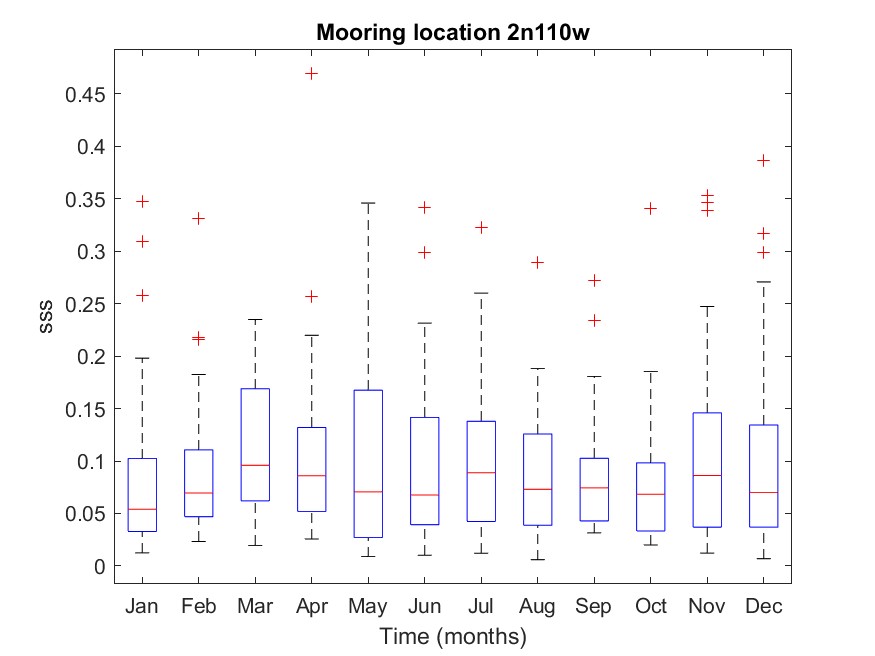 Mooring location 2n110w
0.45
0.4
0.35
0.3
0.25
0.2
0.15
0.1
0.05
0
sss
Jan Feb Mar Apr May Jun Jul Aug Sep Oct Nov Dec
Time (months)